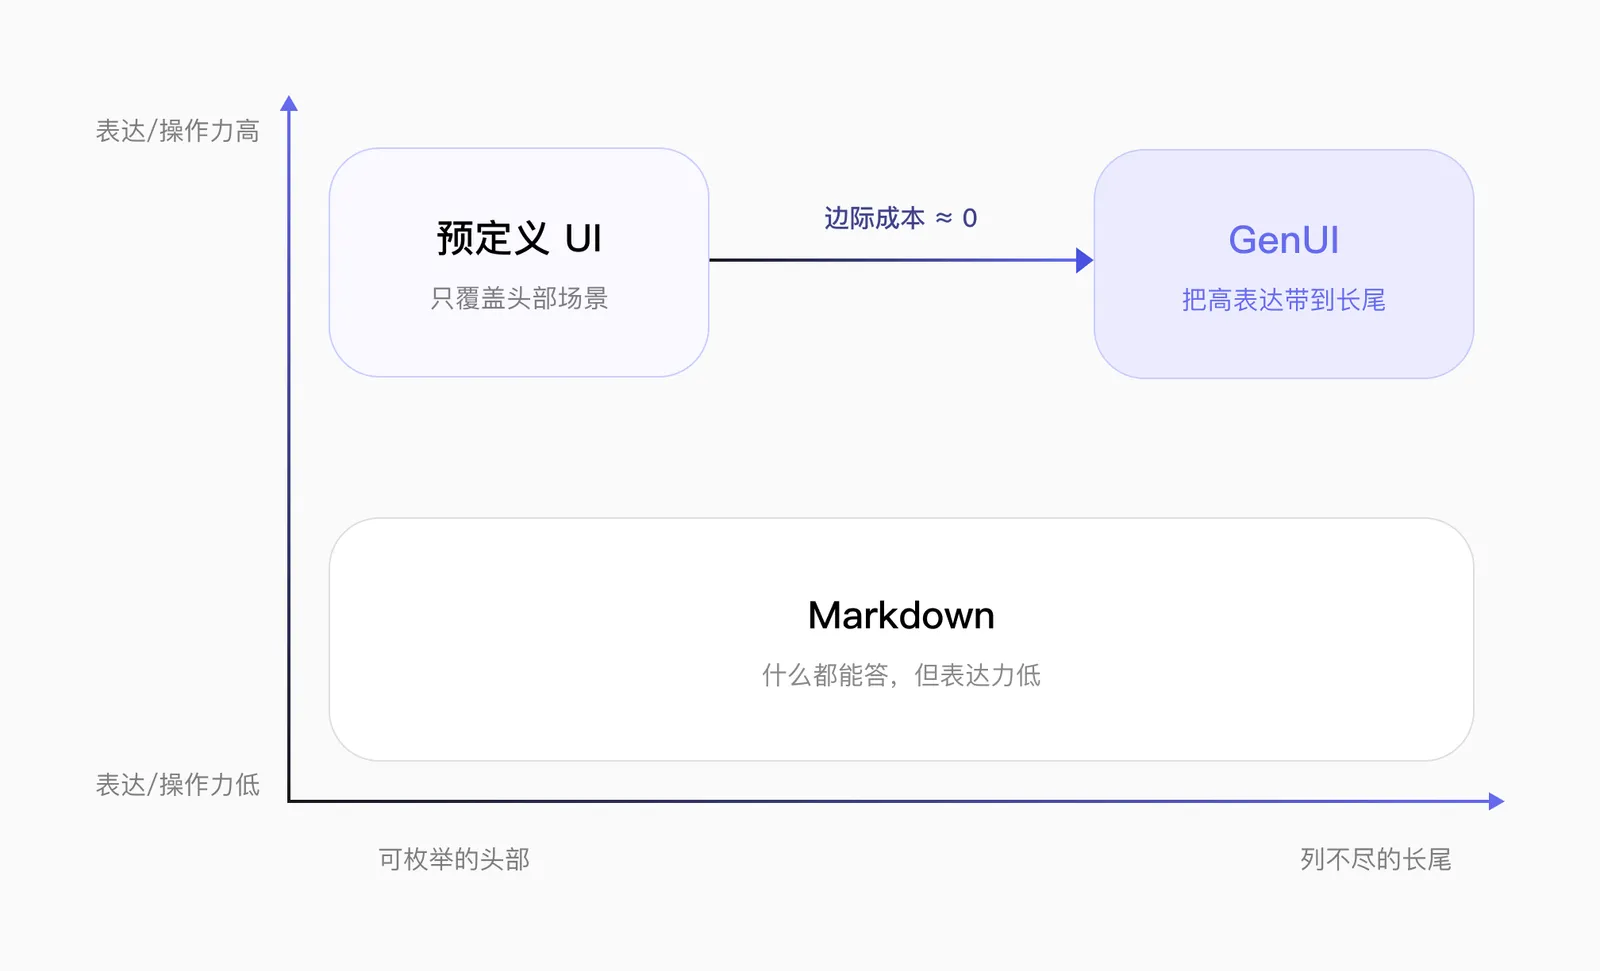 表达/操作力高
预定义 UI
只覆盖头部场景
边际成本 ≈ 0
GenUI
把高表达带到长尾
Markdown
什么都能答，但表达力低
表达/操作力低
可枚举的头部
列不尽的长尾